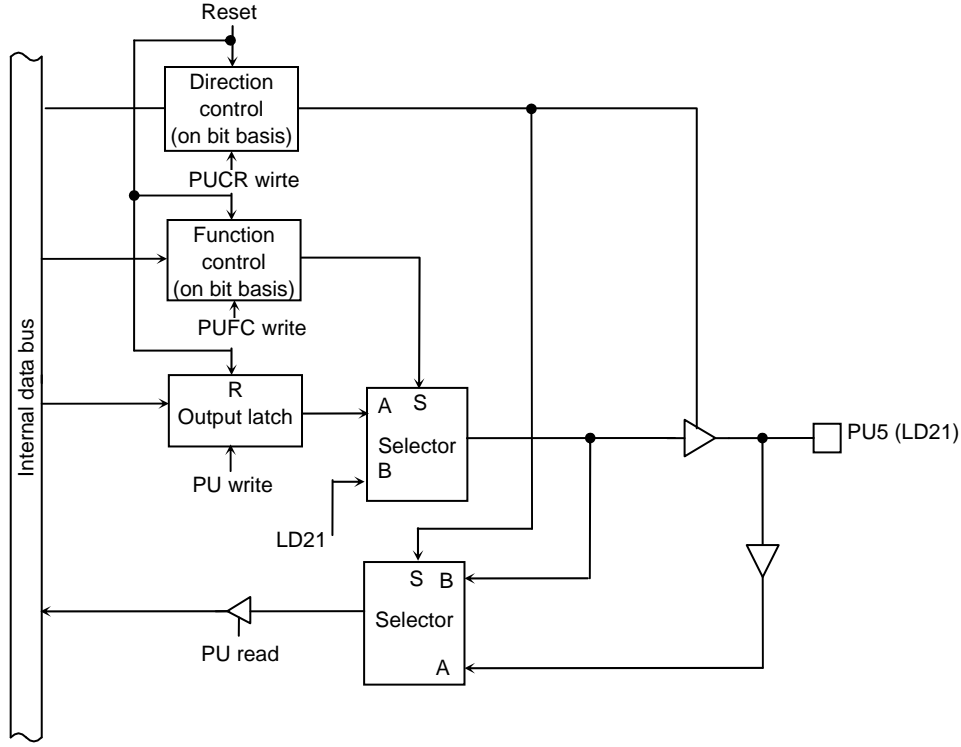 Reset
Direction
control
(on bit basis)
PUCR wirte
Function
control
(on bit basis)
PUFC write
Internal data bus
R
Output latch
PU write
A
S
Selector
B
LD21
PU5 (LD21)
S
B
Selector
A
PU read